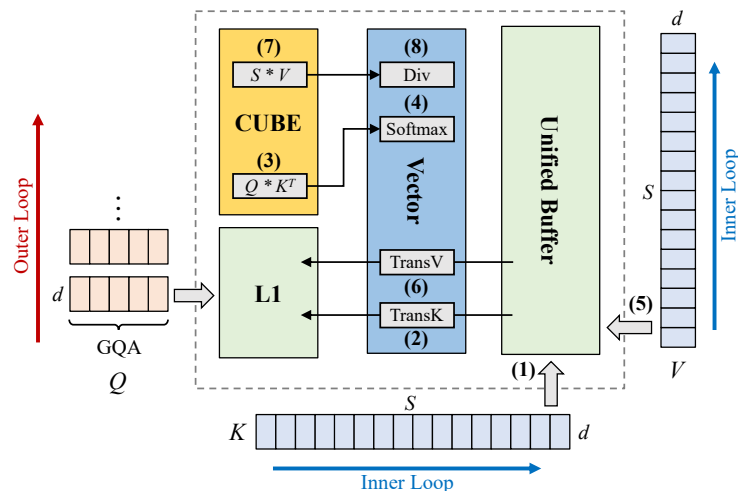 (7)
S * V
CUBE
(3)
Q * K^T
(8)
Div
(4)
Softmax
Vector
TransV
(6)
TransK
(2)
Unified Buffer
L1
Outer Loop
⋮
d
GQA
Q
d
S
Inner Loop
(5)
V
(1)
S
K
d
Inner Loop